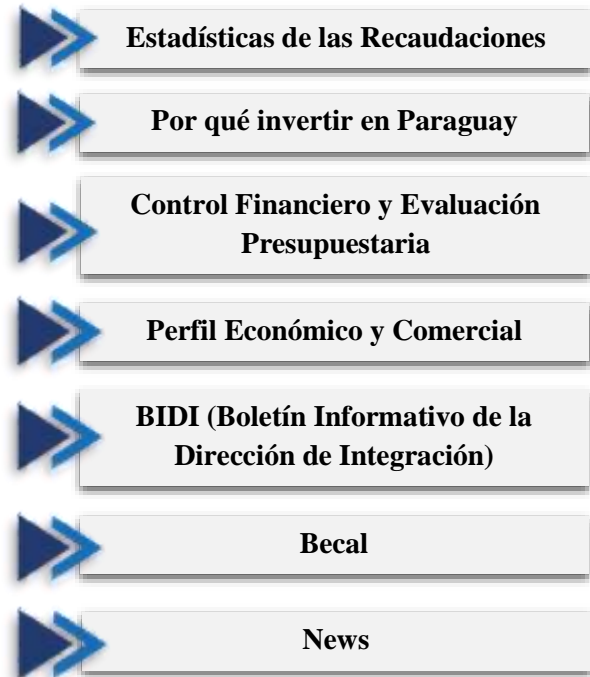 Estadísticas de las Recaudaciones
Por qué invertir en Paraguay
Control Financiero y Evaluación
Presupuestaria
Perfil Económico y Comercial
BIDI (Boletín Informativo de la
Dirección de Integración)
Becal
News